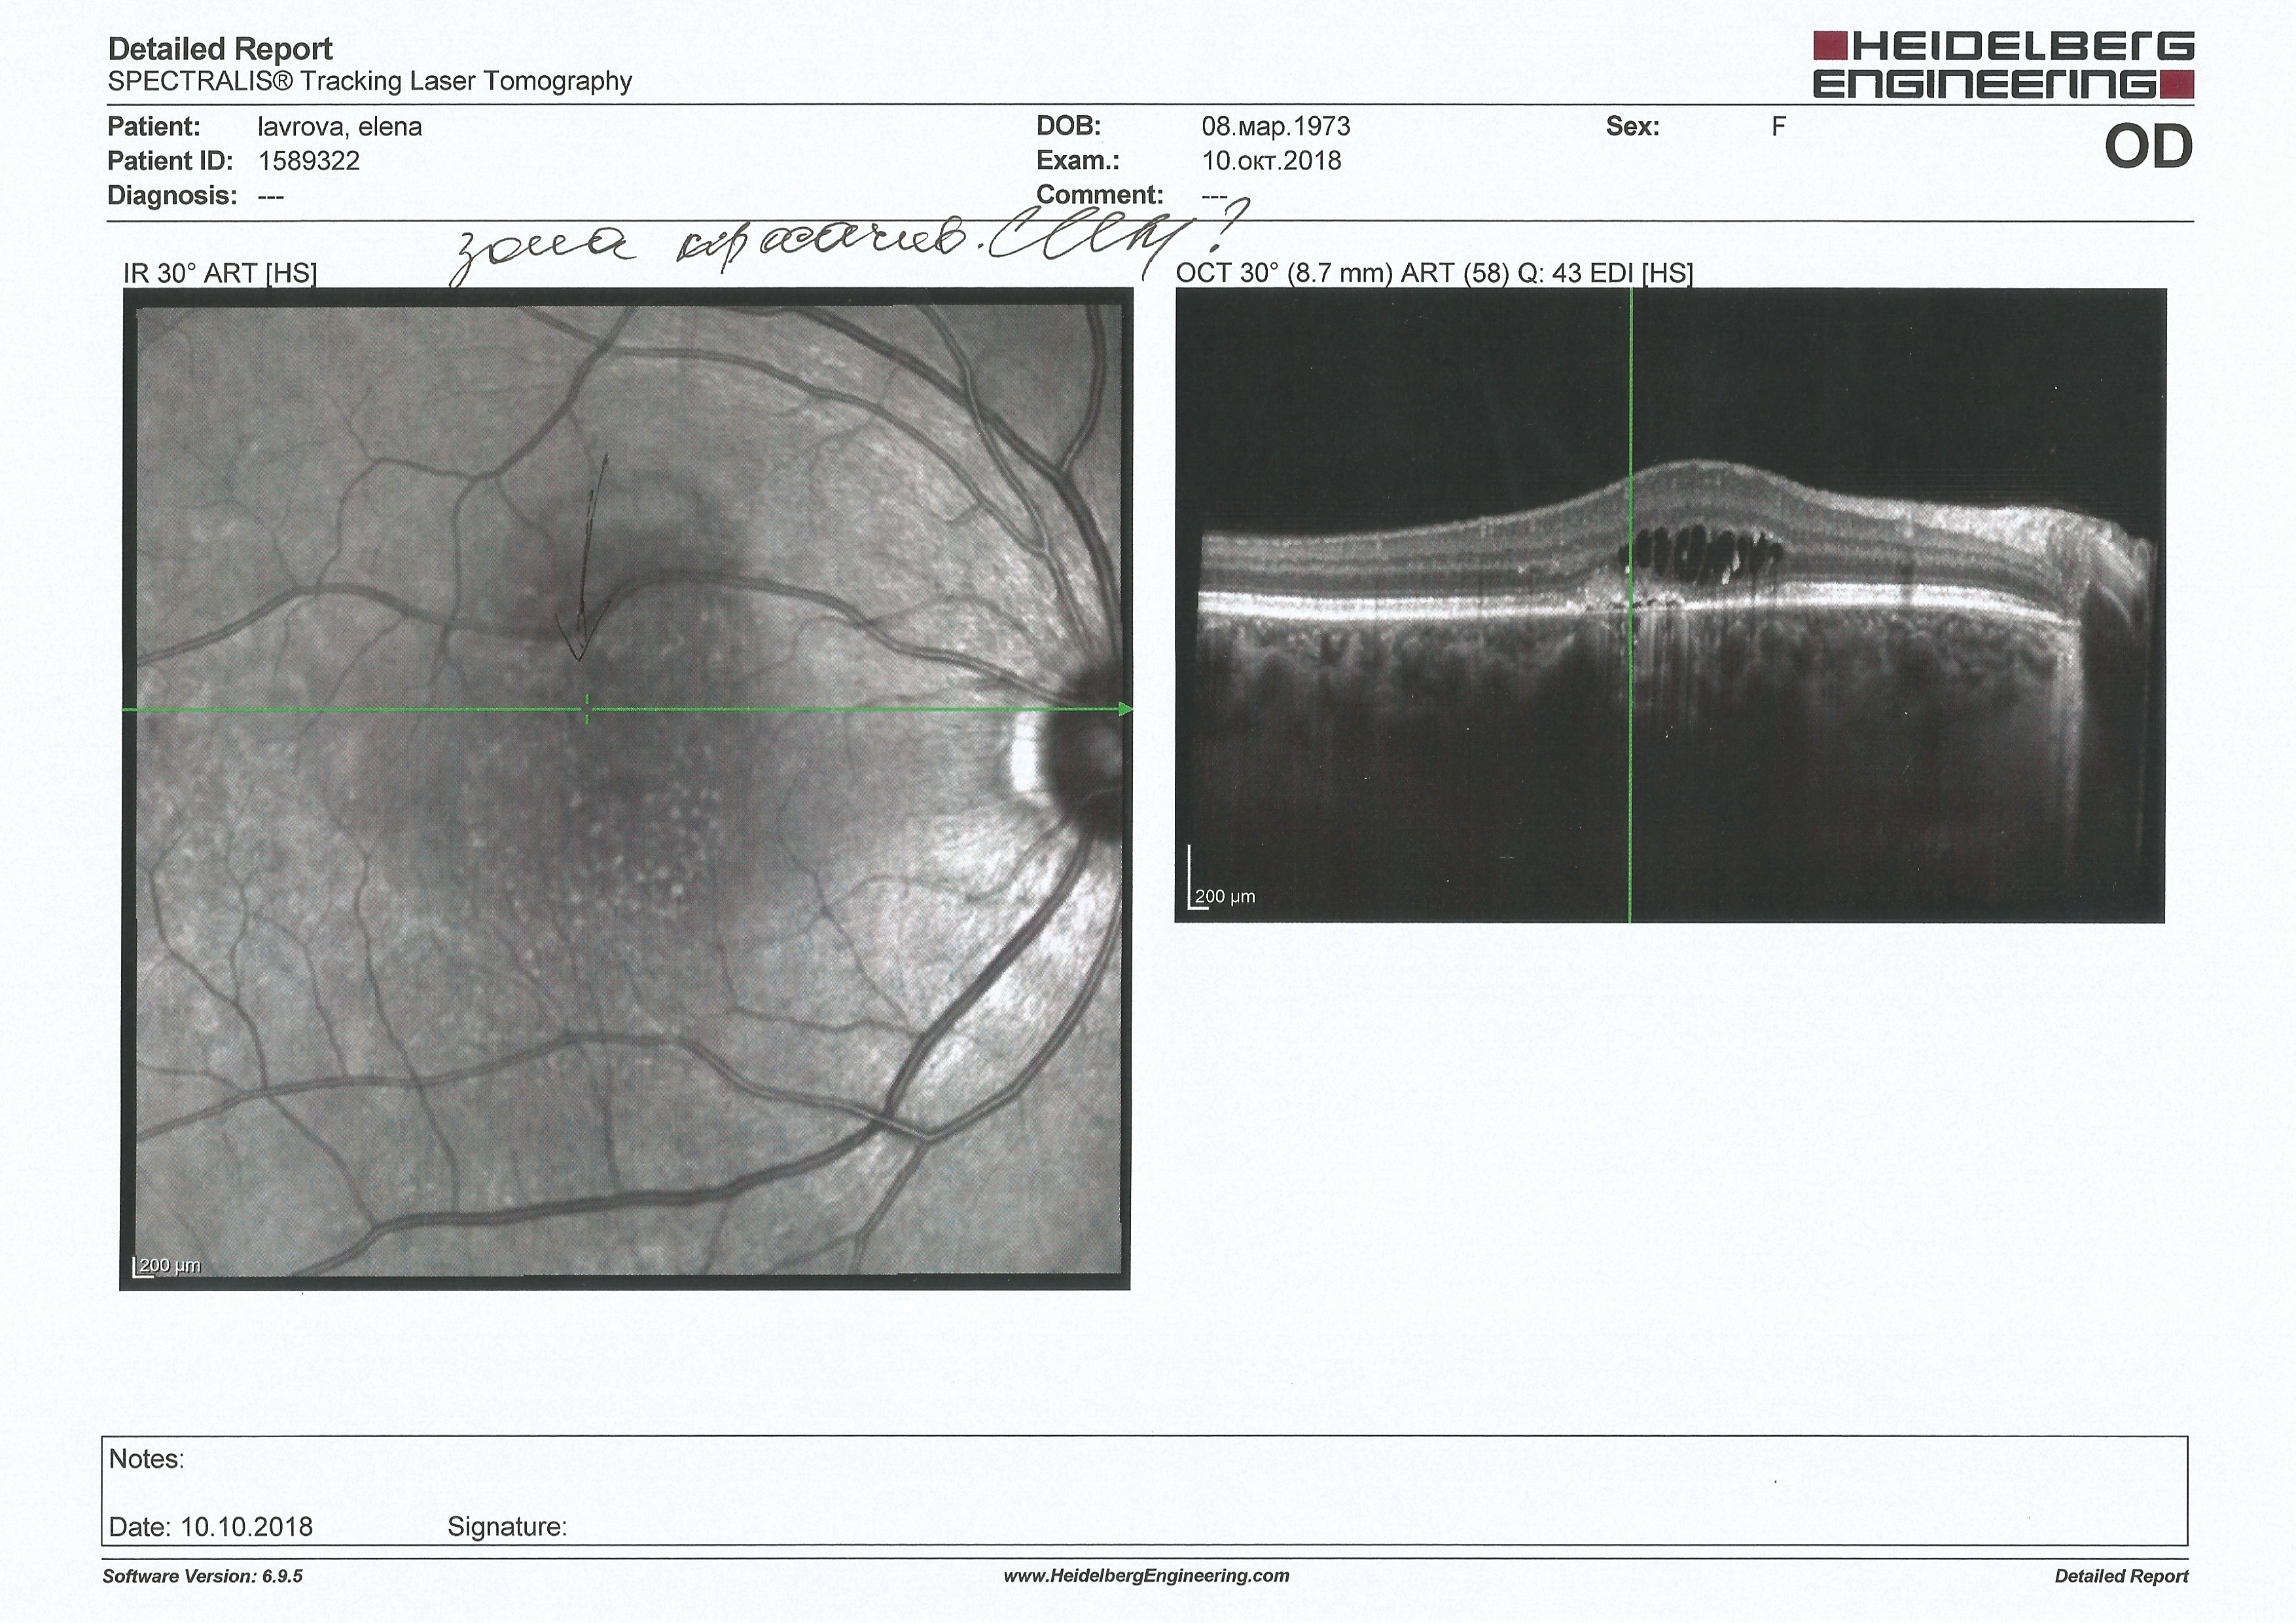 Detailed Report
SPECTRALIS® Tracking Laser Tomography
HEIDELBERG
ENGINEERING
Patient: lavrova, elena
DOB: 08.мар.1973
Sex: F
OD
Patient ID: 1589322
Exam.: 10.окт.2018
Diagnosis: ---
Comment: ---
зона
IR 30° ART [HS]
OCT 30° (8.7 mm) ART (58) Q: 43 EDI [HS]
200 µm
200 µm
Notes:
Date: 10.10.2018
Signature:
Software Version: 6.9.5
www.HeidelbergEngineering.com
Detailed Report